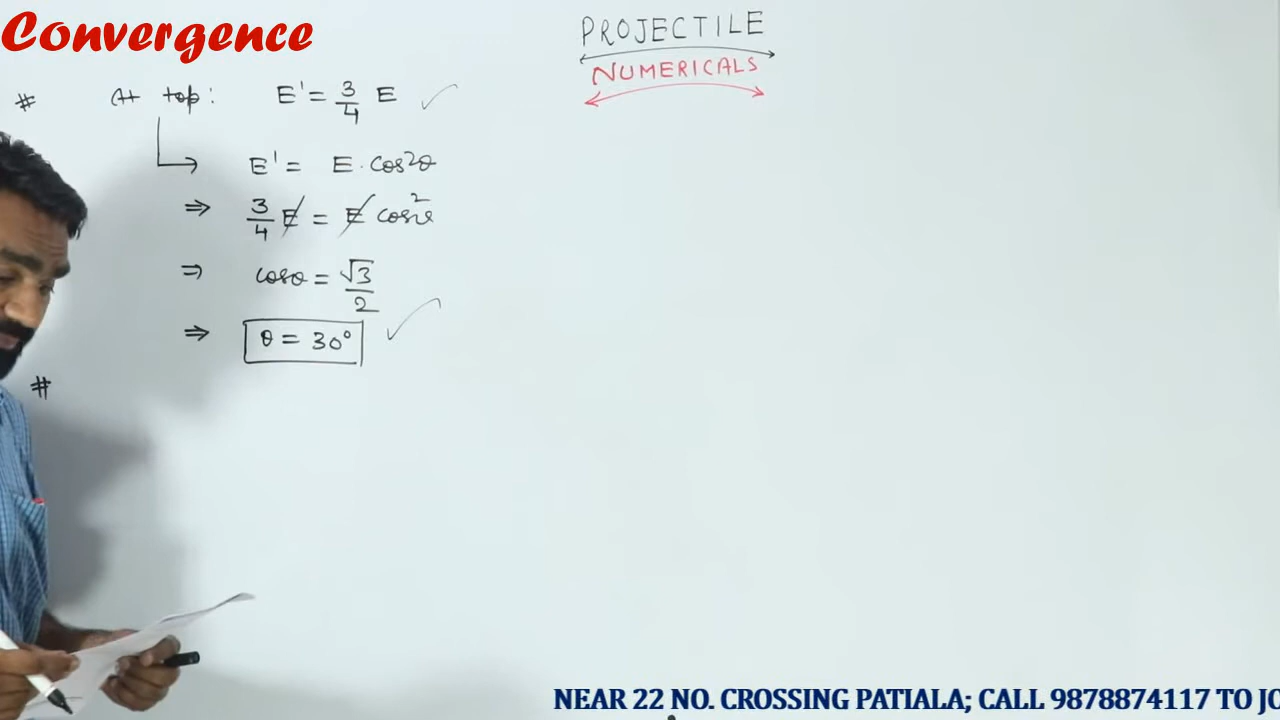 Convergence
PROJECTILE
NUMERICALS
# At top: E' = 3/4 E ✓
E' = E · cos²θ
⇒ 3/4 E = E cos²θ
⇒ cosθ = √3/2
⇒ θ = 30° ✓
#
NEAR 22 NO. CROSSING PATIALA; CALL 9878874117 TO JO